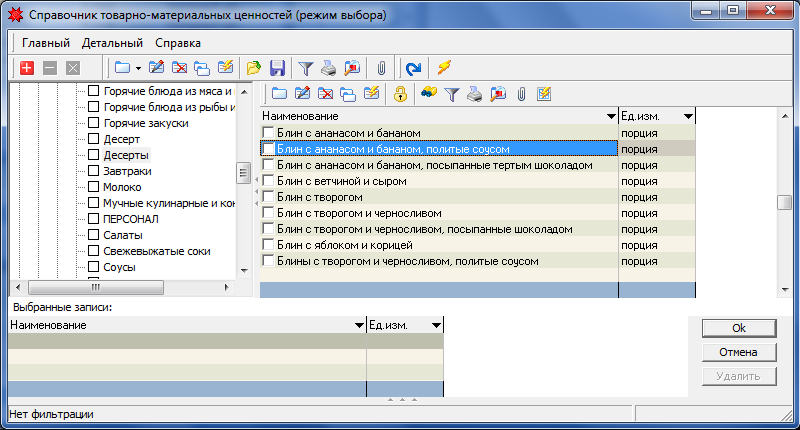 Справочник товарно-материальных ценностей (режим выбора)
Главный Детальный Справка
Горячие блюда из мяса и
Горячие блюда из рыбы и
Горячие закуски
Десерт
Десерты
Завтраки
Молоко
Мучные кулинарные и кон
ПЕРСОНАЛ
Салаты
Свежевыжатые соки
Соусы
Наименование Ед.изм.
Блин с ананасом и бананом порция
Блин с ананасом и бананом, политые соусом порция
Блин с ананасом и бананом, посыпанные тертым шоколадом порция
Блин с ветчиной и сыром порция
Блин с творогом порция
Блин с творогом и черносливом порция
Блин с творогом и черносливом, посыпанные шоколадом порция
Блин с яблоком и корицей порция
Блины с творогом и черносливом, политые соусом порция
Выбранные записи:
Наименование Ед.изм.
Ok
Отмена
Удалить
Нет фильтрации